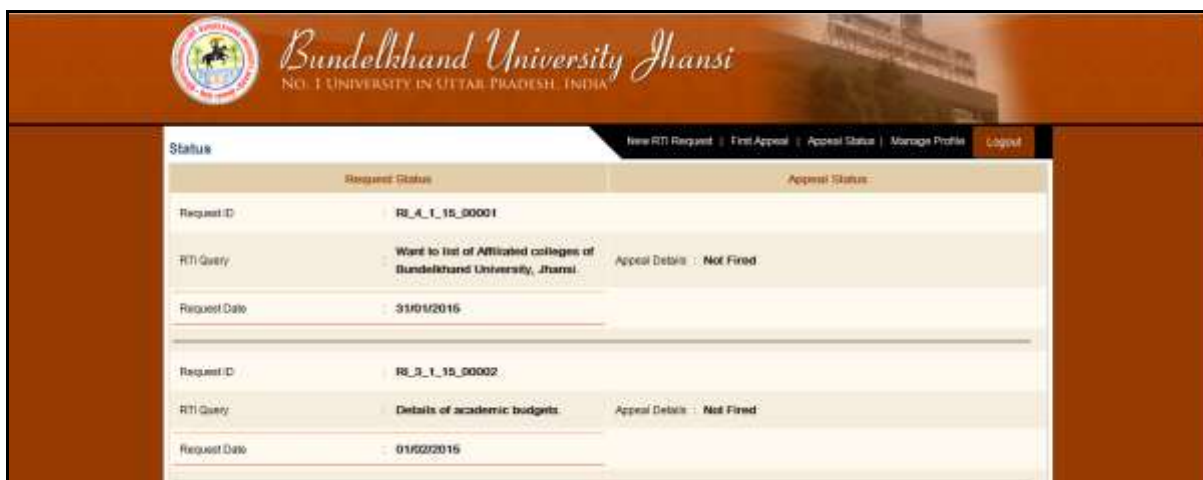 Bundelkhand University Jhansi
NO. 1 UNIVERSITY IN UTTAR PRADESH, INDIA
Status
New RTI Request | First Appeal | Appeal Status | Manage Profile
Logout
Request Status
Appeal Status
Request ID : RI_4_1_15_00001
RTI Query : Want to list of Affilrated colleges of
Bundelkhand University, Jhansi.
Appeal Details : Not Fired
Request Date : 31/01/2015
Request ID : RI_3_1_15_00002
RTI Query : Details of academic budgets.
Appeal Details : Not Fired
Request Date : 01/02/2015